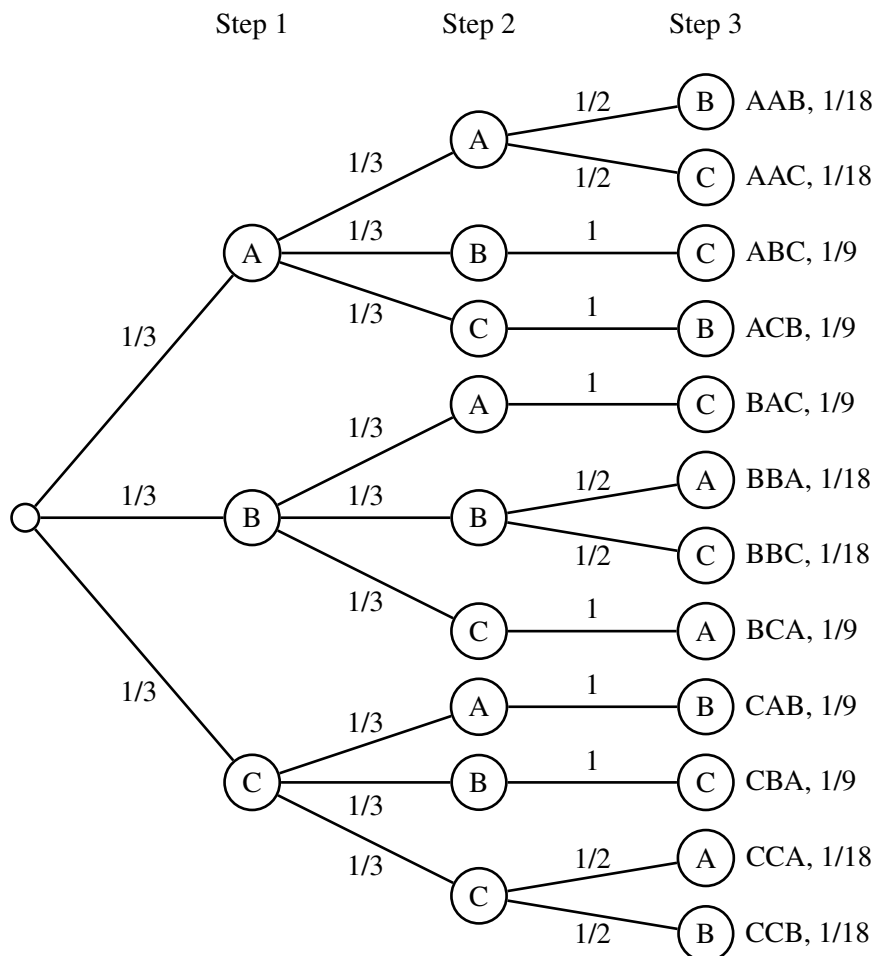 Step 1 Step 2 Step 3
1/2 B AAB, 1/18
A
1/3 1/2 C AAC, 1/18
A 1/3 B 1 C ABC, 1/9
1/3 C 1 B ACB, 1/9
1/3
A 1 C BAC, 1/9
1/3
1/2 A BBA, 1/18
1/3 B 1/3 B
1/2 C BBC, 1/18
1/3 C 1 A BCA, 1/9
1/3
1/3 A 1 B CAB, 1/9
C B 1 C CBA, 1/9
1/3
1/3 1/2 A CCA, 1/18
C
1/2 B CCB, 1/18